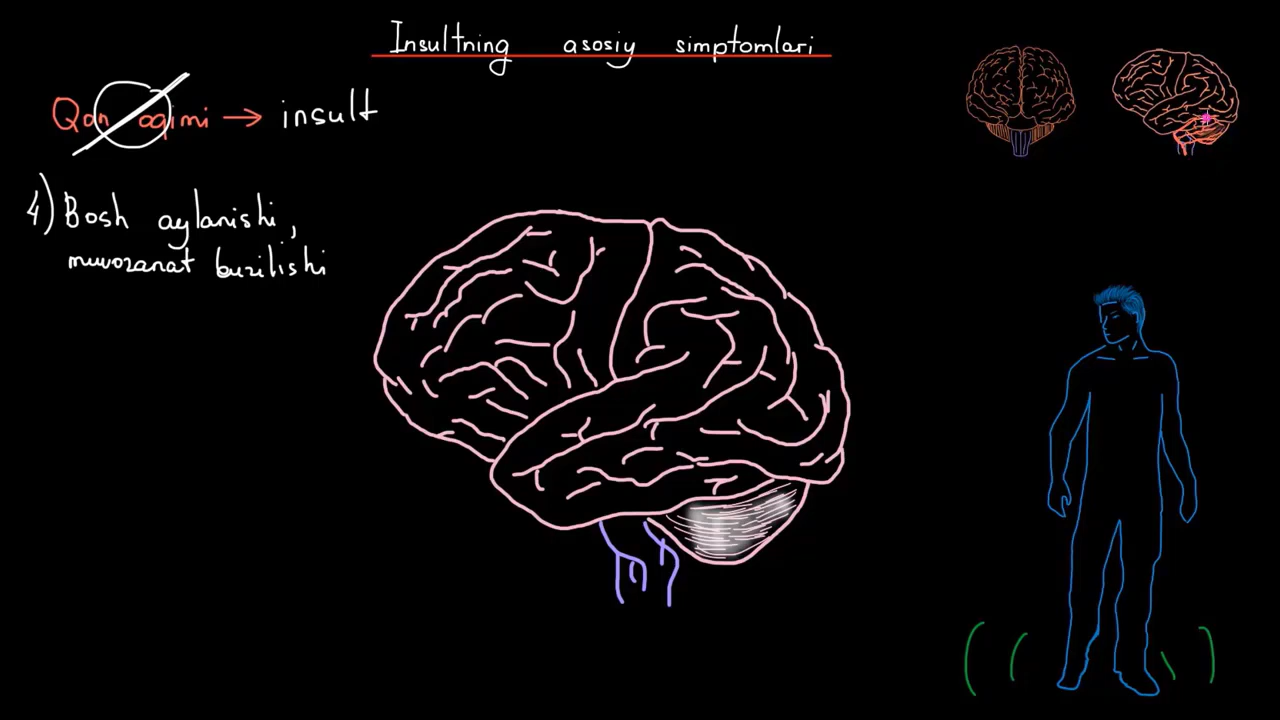 Insultning asosiy simptomlari
Qon oqimi → insult
4) Bosh aylanishi,
muvozanat buzilishi